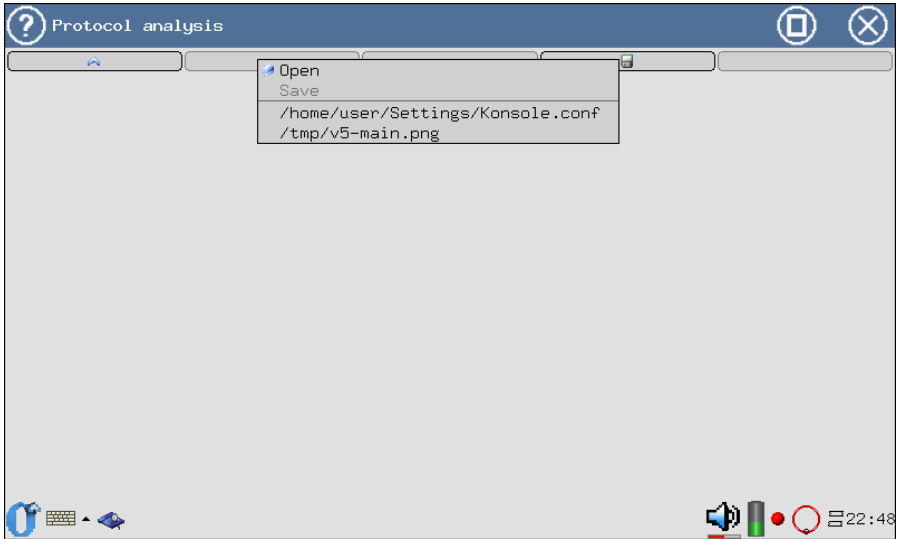 Protocol analysis
Open
Save
/home/user/Settings/Konsole.conf
/tmp/v5-main.png
22:48